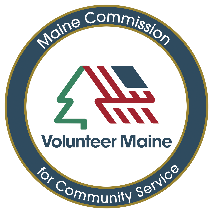 Maine Commission
Volunteer Maine
for Community Service